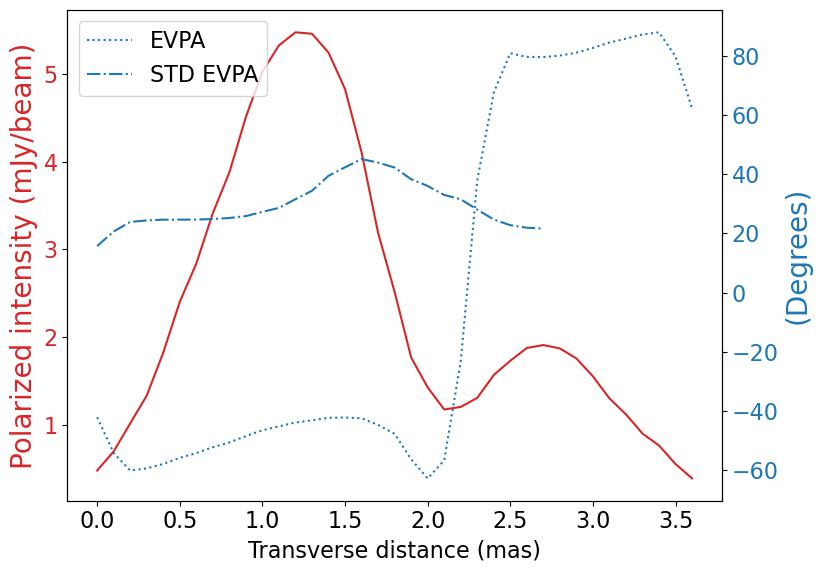 EVPA
STD EVPA
Polarized intensity (mJy/beam)
5
4
3
2
1
80
60
40
20
0
−20
−40
−60
(Degrees)
0.0 0.5 1.0 1.5 2.0 2.5 3.0 3.5
Transverse distance (mas)